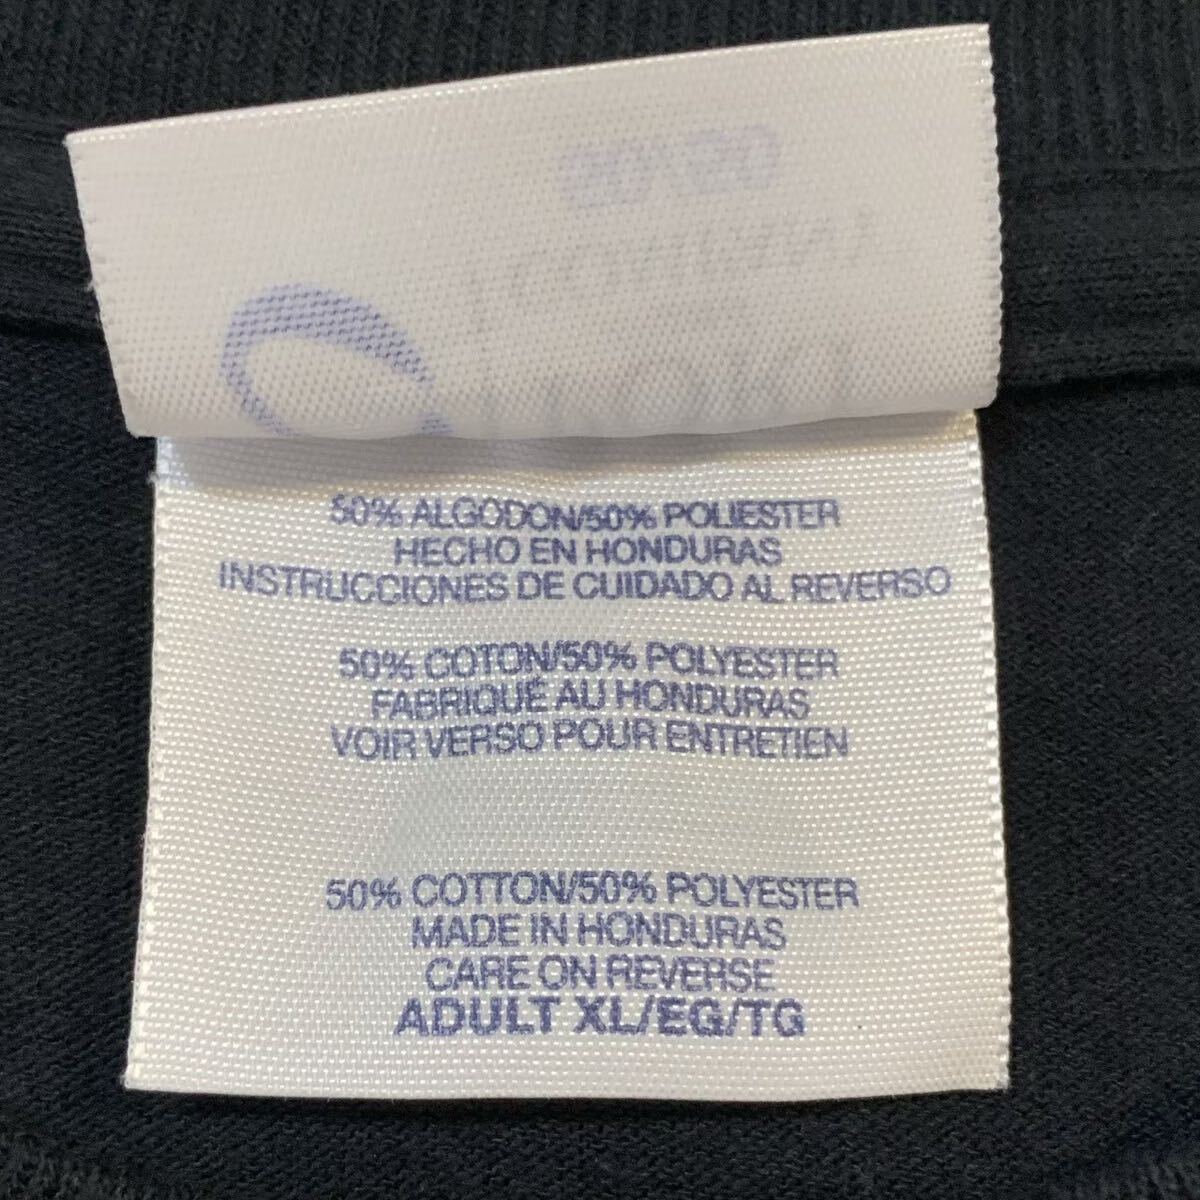 50% ALGODON/50% POLIESTER
HECHO EN HONDURAS
INSTRUCCIONES DE CUIDADO AL REVERSO
50% COTON/50% POLYESTER
FABRIQUÉ AU HONDURAS
VOIR VERSO POUR ENTRETIEN
50% COTTON/50% POLYESTER
MADE IN HONDURAS
CARE ON REVERSE
ADULT XL/EG/TG